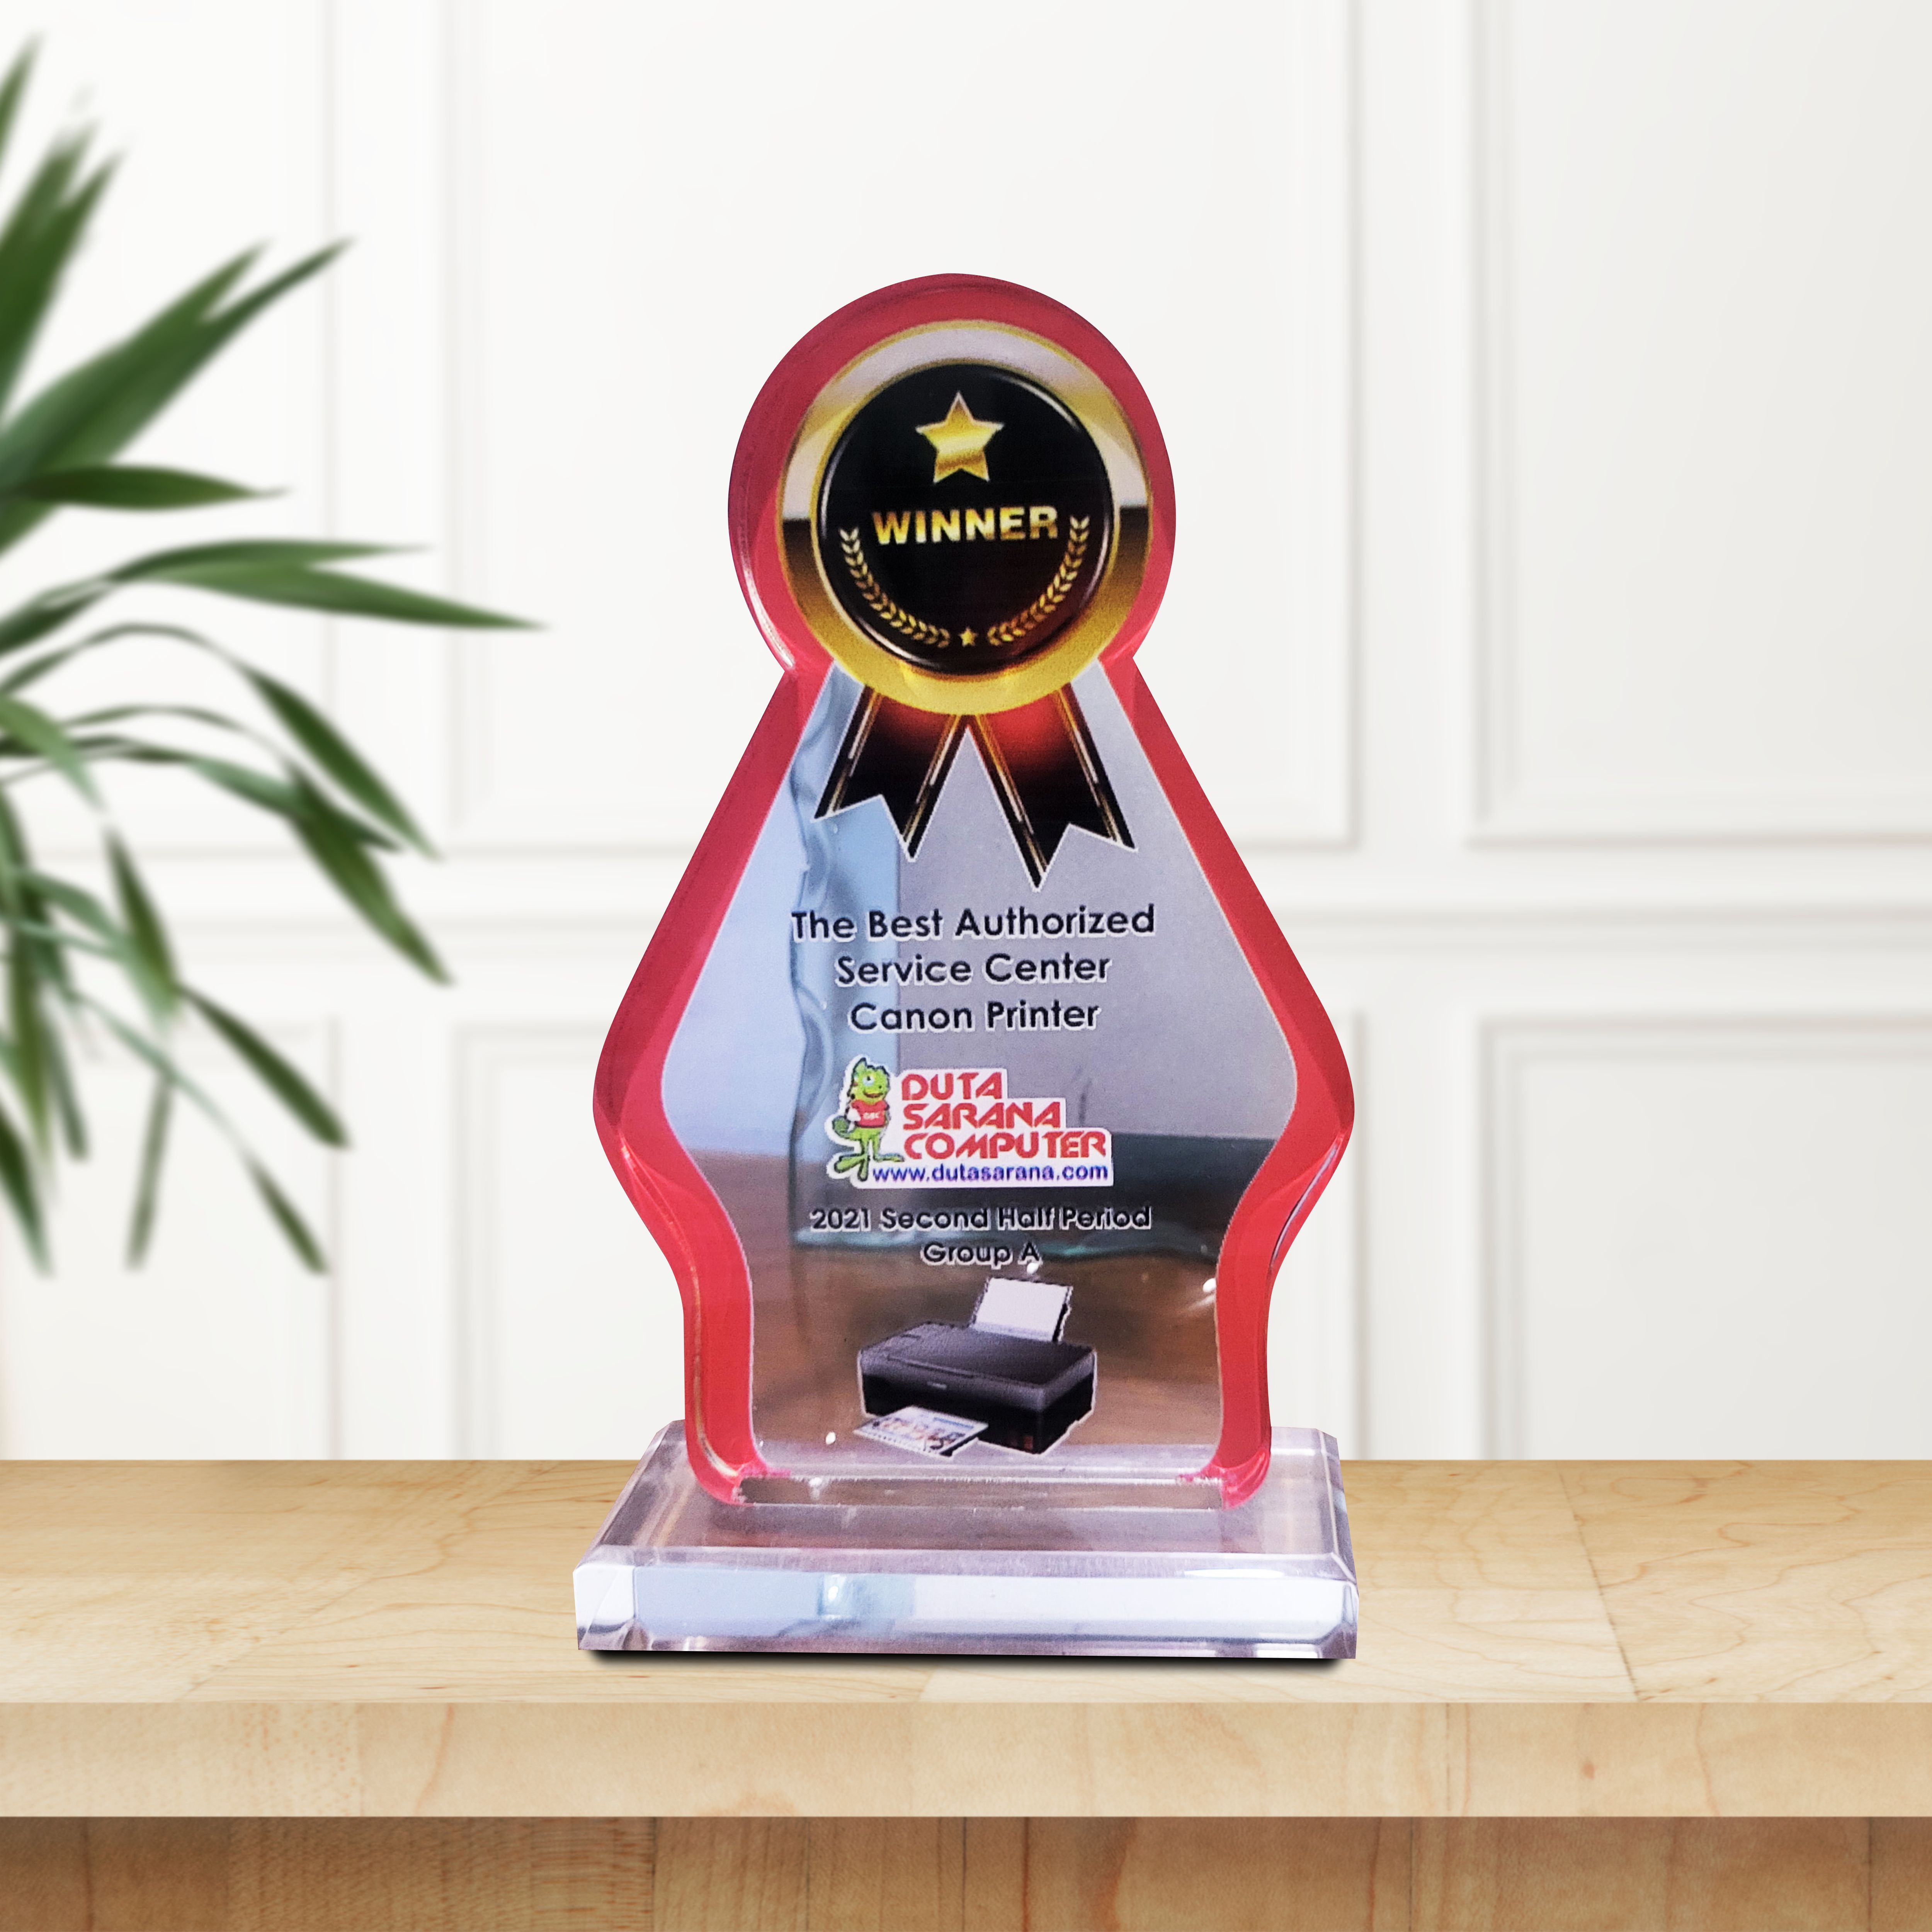 WINNER
The Best Authorized
Service Center
Canon Printer
DUTA
SARANA
COMPUTER
www.dutasarana.com
2021 Second Half Period
Group A